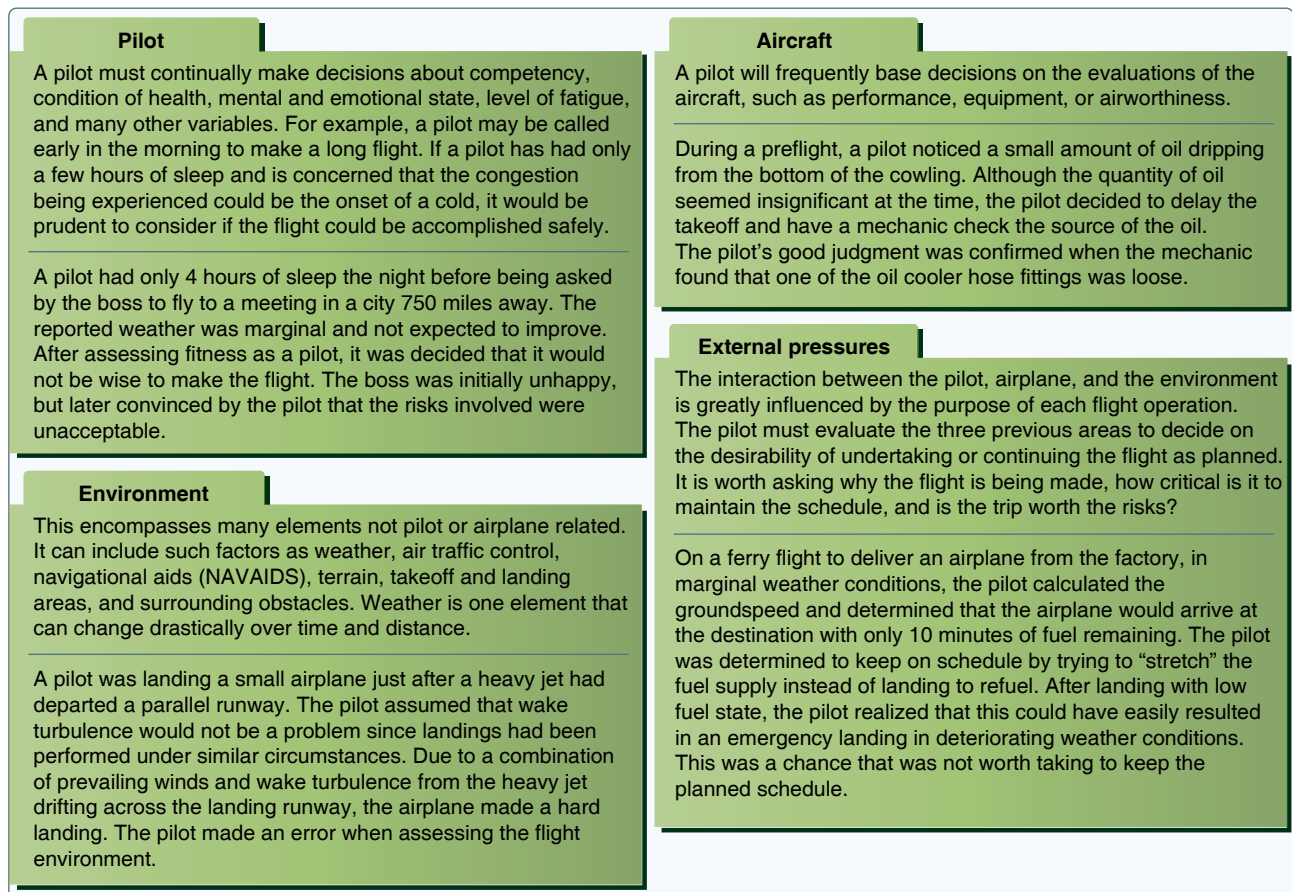 Pilot
A pilot must continually make decisions about competency,
condition of health, mental and emotional state, level of fatigue,
and many other variables. For example, a pilot may be called
early in the morning to make a long flight. If a pilot has had only
a few hours of sleep and is concerned that the congestion
being experienced could be the onset of a cold, it would be
prudent to consider if the flight could be accomplished safely.
A pilot had only 4 hours of sleep the night before being asked
by the boss to fly to a meeting in a city 750 miles away. The
reported weather was marginal and not expected to improve.
After assessing fitness as a pilot, it was decided that it would
not be wise to make the flight. The boss was initially unhappy,
but later convinced by the pilot that the risks involved were
unacceptable.
Environment
This encompasses many elements not pilot or airplane related.
It can include such factors as weather, air traffic control,
navigational aids (NAVAIDS), terrain, takeoff and landing
areas, and surrounding obstacles. Weather is one element that
can change drastically over time and distance.
A pilot was landing a small airplane just after a heavy jet had
departed a parallel runway. The pilot assumed that wake
turbulence would not be a problem since landings had been
performed under similar circumstances. Due to a combination
of prevailing winds and wake turbulence from the heavy jet
drifting across the landing runway, the airplane made a hard
landing. The pilot made an error when assessing the flight
environment.
Aircraft
A pilot will frequently base decisions on the evaluations of the
aircraft, such as performance, equipment, or airworthiness.
During a preflight, a pilot noticed a small amount of oil dripping
from the bottom of the cowling. Although the quantity of oil
seemed insignificant at the time, the pilot decided to delay the
takeoff and have a mechanic check the source of the oil.
The pilot’s good judgment was confirmed when the mechanic
found that one of the oil cooler hose fittings was loose.
External pressures
The interaction between the pilot, airplane, and the environment
is greatly influenced by the purpose of each flight operation.
The pilot must evaluate the three previous areas to decide on
the desirability of undertaking or continuing the flight as planned.
It is worth asking why the flight is being made, how critical is it to
maintain the schedule, and is the trip worth the risks?
On a ferry flight to deliver an airplane from the factory, in
marginal weather conditions, the pilot calculated the
groundspeed and determined that the airplane would arrive at
the destination with only 10 minutes of fuel remaining. The pilot
was determined to keep on schedule by trying to “stretch” the
fuel supply instead of landing to refuel. After landing with low
fuel state, the pilot realized that this could have easily resulted
in an emergency landing in deteriorating weather conditions.
This was a chance that was not worth taking to keep the
planned schedule.